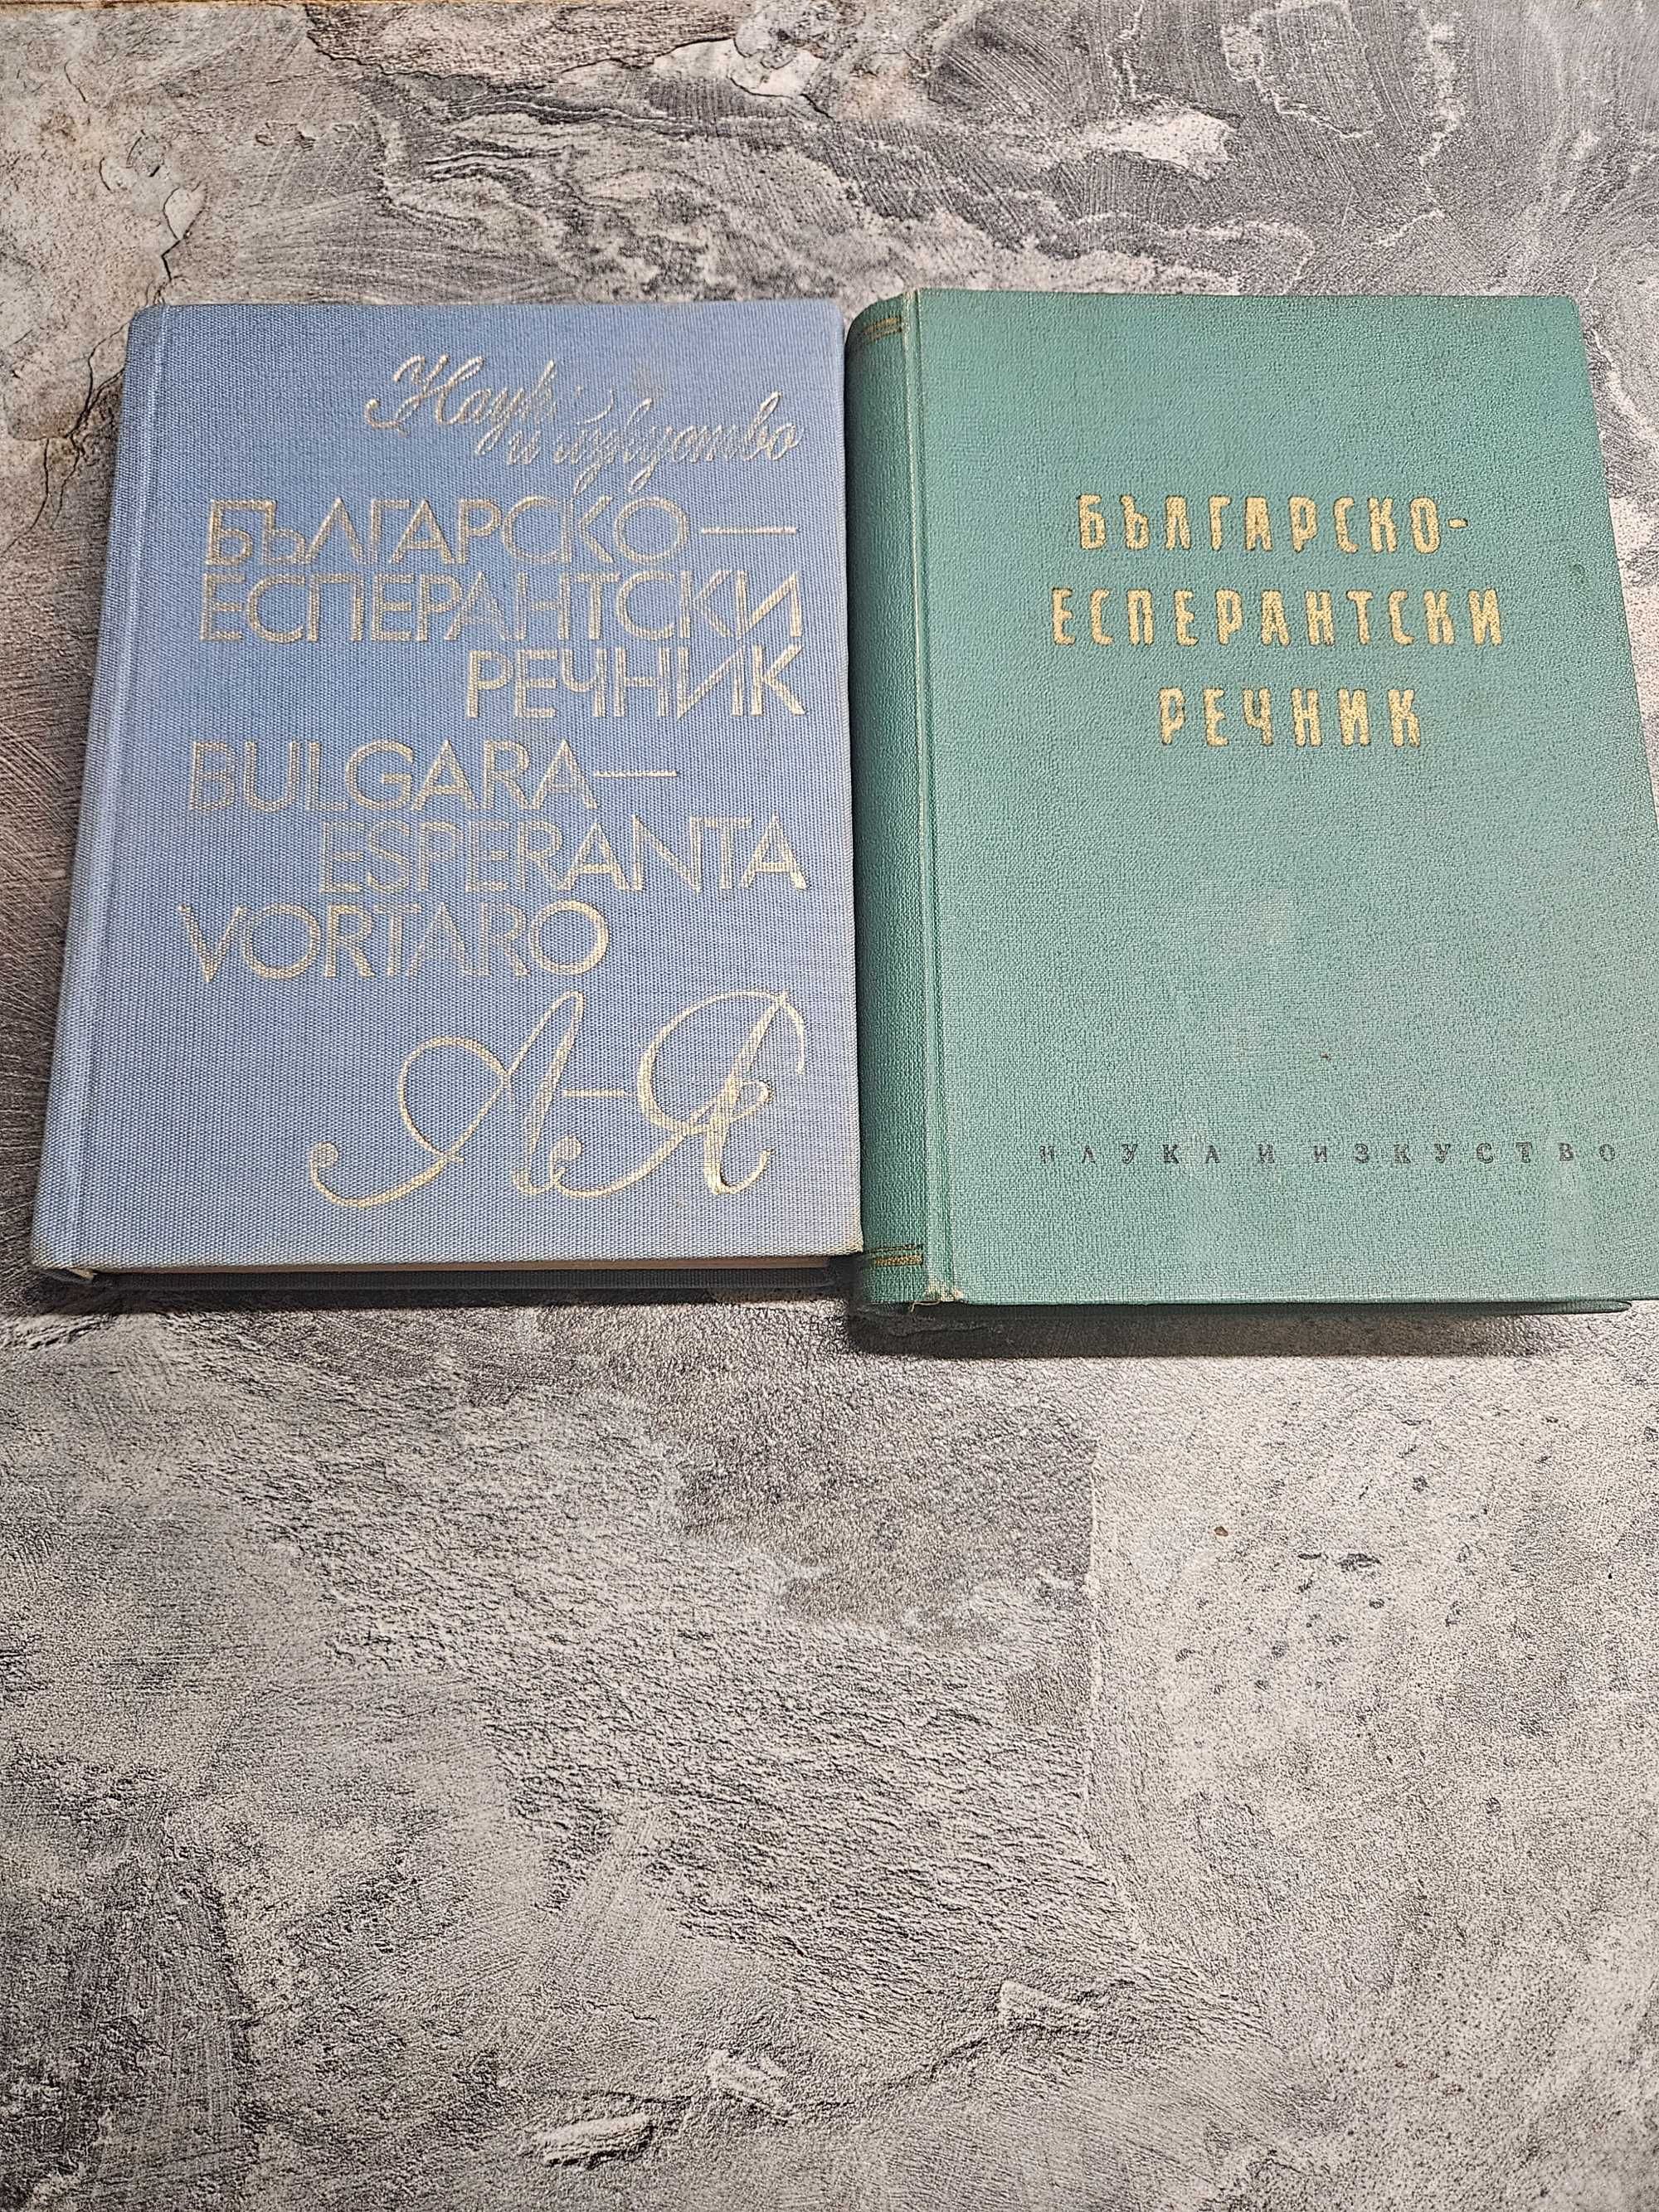 Наука
и изкуство
БЪЛГАРСКО—
ЕСПЕРАНТСКИ
РЕЧНИК
BULGARA—
ESPERANTA
VORTARO
А—Я
БЪЛГАРСКО-
ЕСПЕРАНТСКИ
РЕЧНИК
НАУКА И ИЗКУСТВО